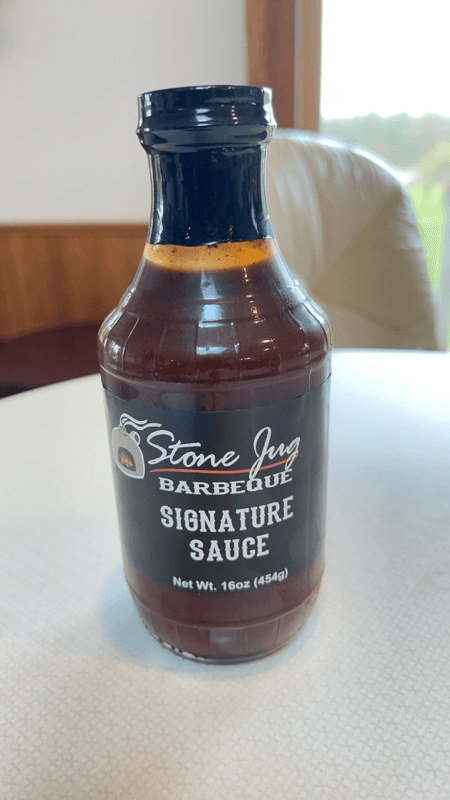 Stone Jug
BARBEQUE
SIGNATURE
SAUCE
Net Wt. 16oz (454g)